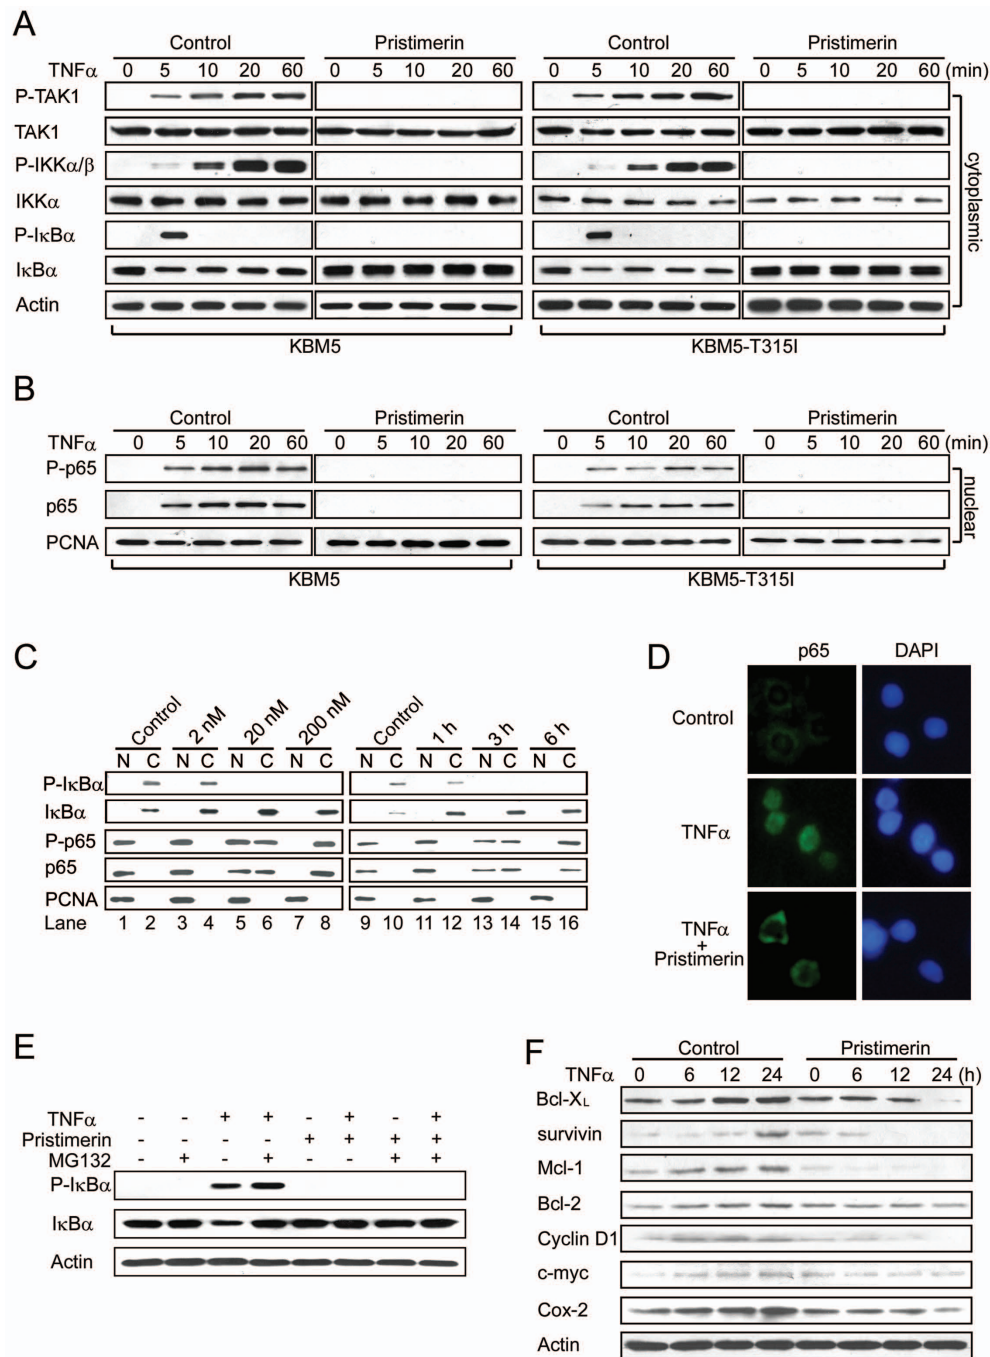 A
Control Pristimerin Control Pristimerin
TNFα 0 5 10 20 60 0 5 10 20 60 0 5 10 20 60 0 5 10 20 60 (min)
P-TAK1
TAK1
P-IKKα/β
IKKα
P-IκBα
IκBα
Actin
cytoplasmic
KBM5 KBM5-T315I
B
Control Pristimerin Control Pristimerin
TNFα 0 5 10 20 60 0 5 10 20 60 0 5 10 20 60 0 5 10 20 60 (min)
P-p65
p65
PCNA
nuclear
KBM5 KBM5-T315I
C
Control 2 nM 20 nM 200 nM Control 1 h 3 h 6 h
N C N C N C N C N C N C N C N C
P-IκBα
IκBα
P-p65
p65
PCNA
Lane 1 2 3 4 5 6 7 8 9 10 11 12 13 14 15 16
D
p65 DAPI
Control
TNFα
TNFα
+
Pristimerin
E
TNFα - - + + - + - +
Pristimerin - - - - + + + +
MG132 - + - + - - + +
P-IκBα
IκBα
Actin
F
Control Pristimerin
TNFα 0 6 12 24 0 6 12 24 (h)
Bcl-XL
survivin
Mcl-1
Bcl-2
Cyclin D1
c-myc
Cox-2
Actin